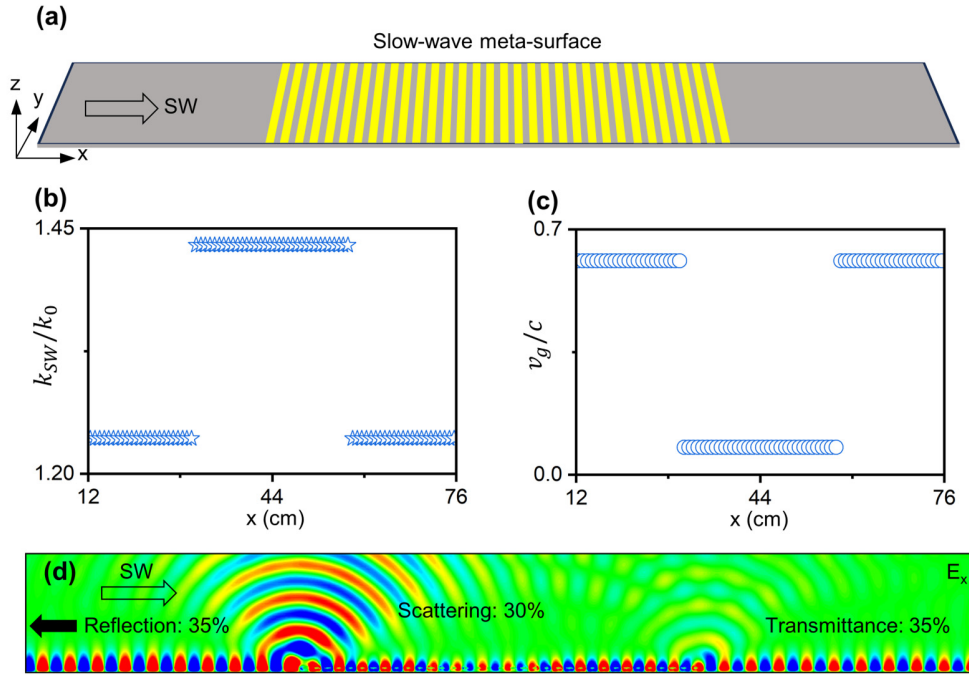 (a)
Slow-wave meta-surface
z
y
SW
x
(b)
(c)
1.45
k_SW/k_0
1.20
12
44
76
x (cm)
0.7
v_g/c
0.0
12
44
76
x (cm)
(d)
SW
E_x
Scattering: 30%
Reflection: 35%
Transmittance: 35%